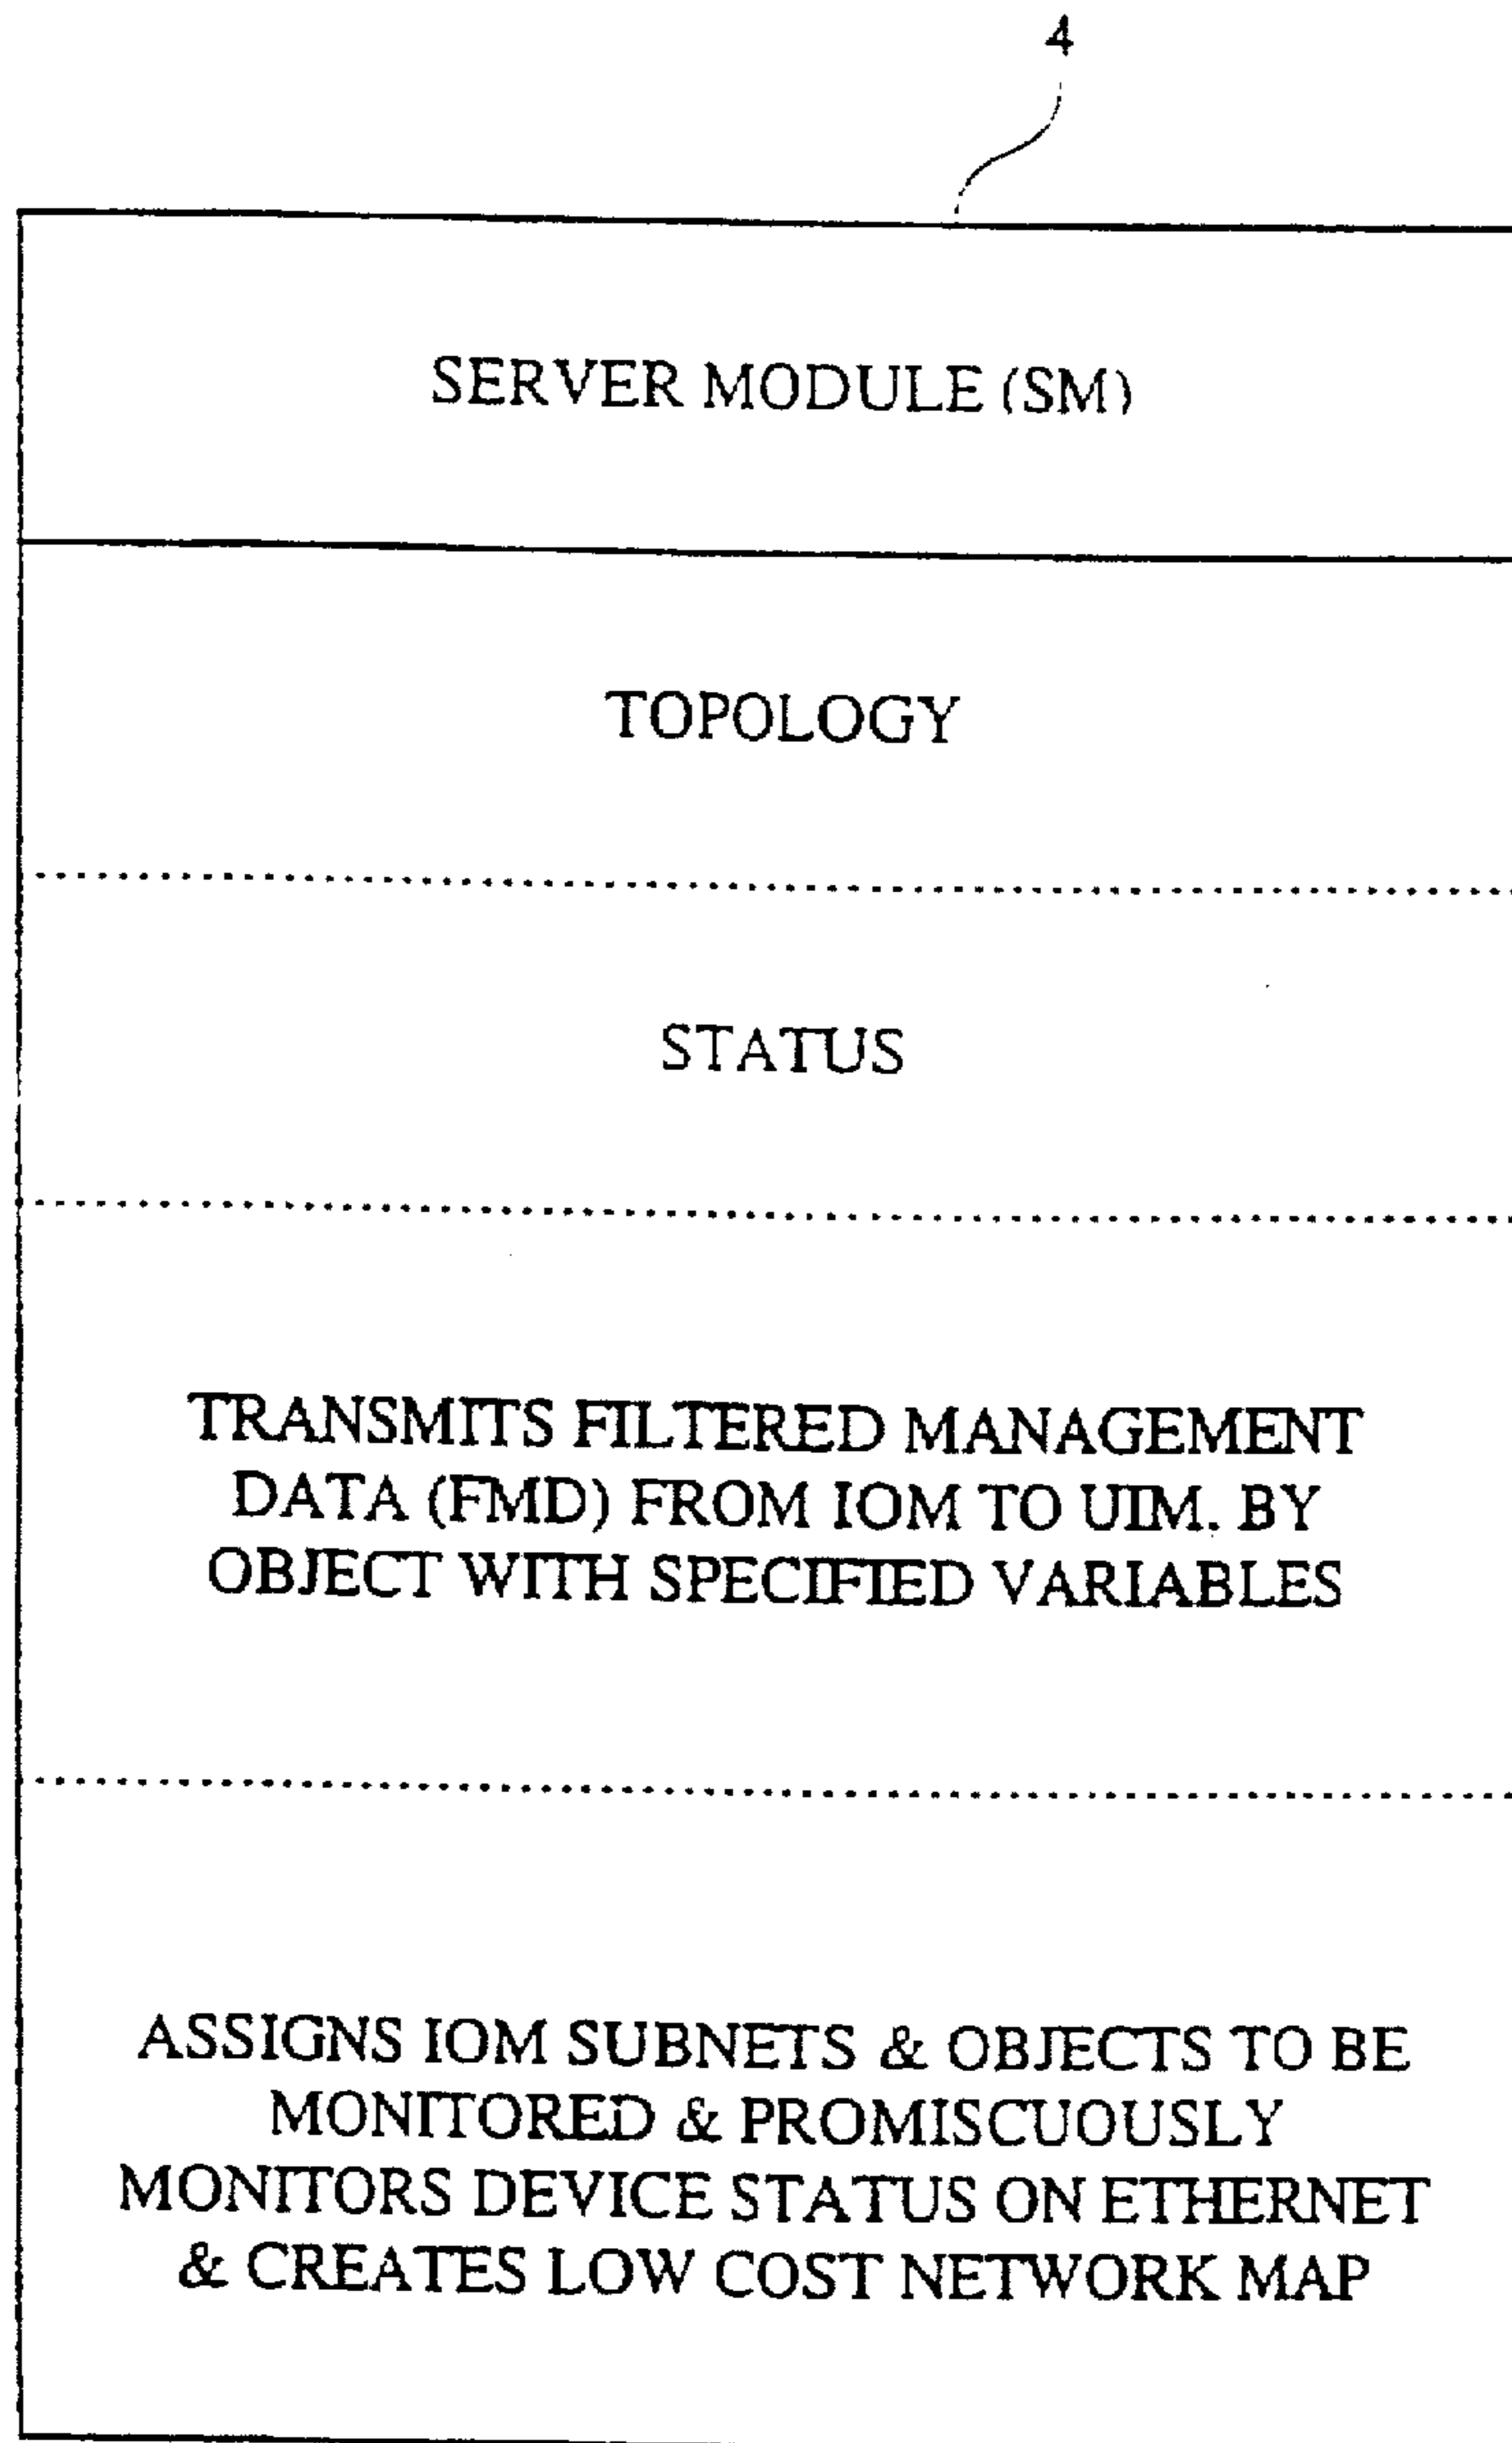 4
SERVER MODULE (SM)
TOPOLOGY
STATUS
TRANSMITS FILTERED MANAGEMENT
DATA (FMD) FROM IOM TO UIM. BY
OBJECT WITH SPECIFIED VARIABLES
ASSIGNS IOM SUBNETS & OBJECTS TO BE
MONITORED & PROMISCUOUSLY
MONITORS DEVICE STATUS ON ETHERNET
& CREATES LOW COST NETWORK MAP